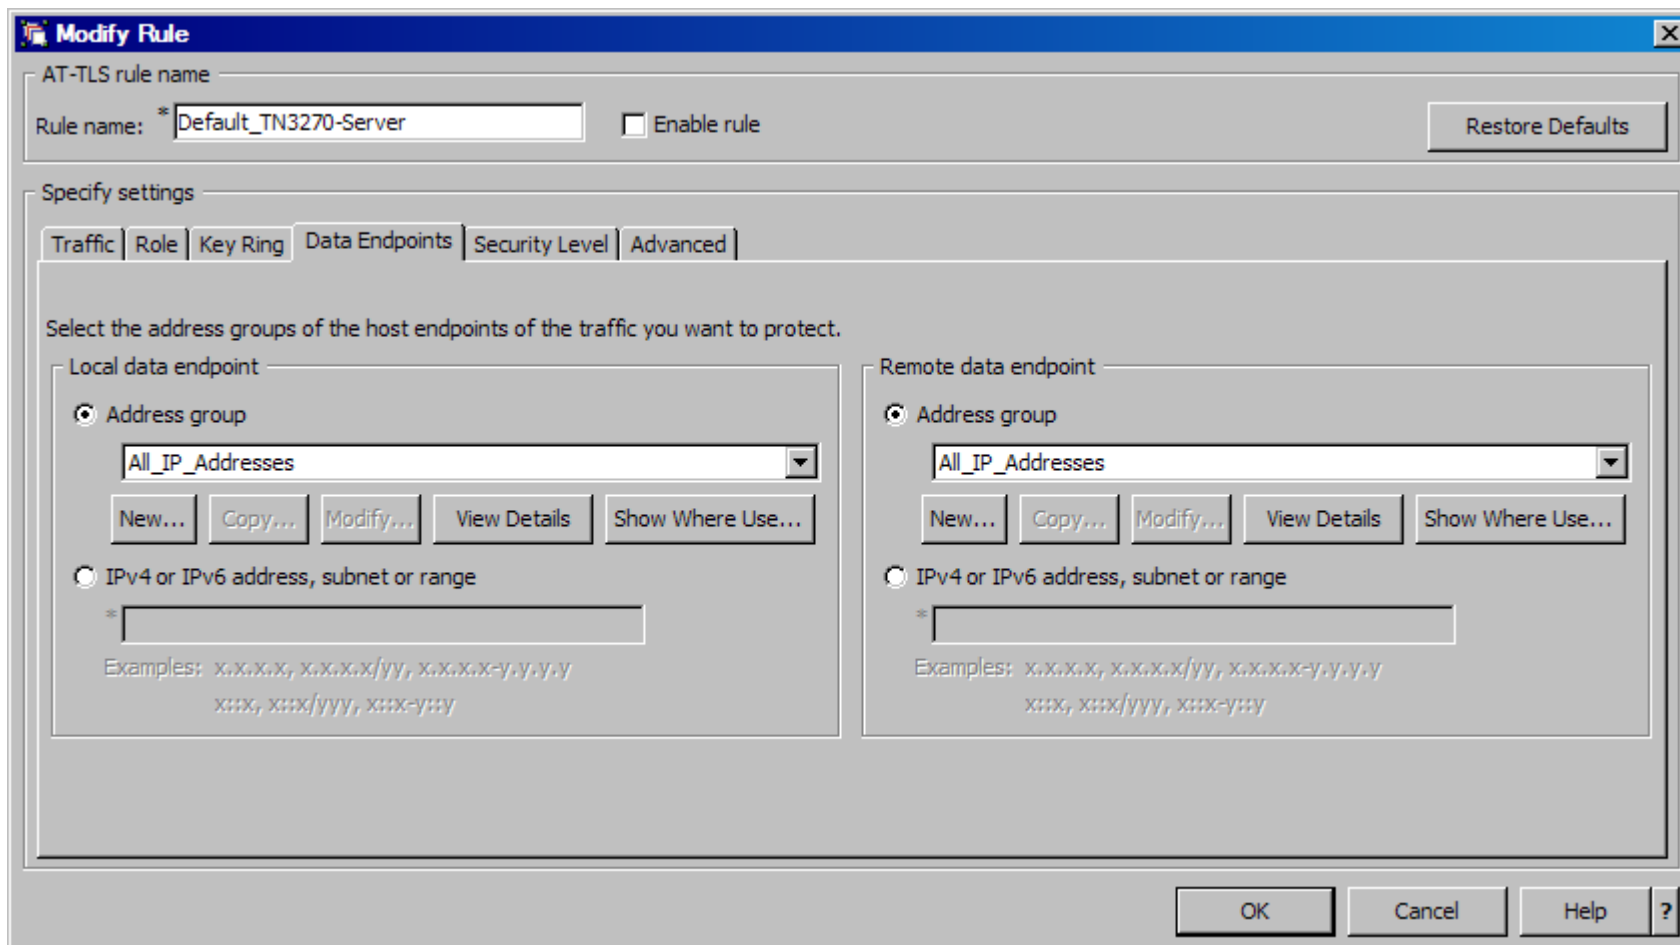 Modify Rule
AT-TLS rule name
Rule name: * Default_TN3270-Server Enable rule Restore Defaults
Specify settings
Traffic Role Key Ring Data Endpoints Security Level Advanced
Select the address groups of the host endpoints of the traffic you want to protect.
Local data endpoint
Address group
All_IP_Addresses
New... Copy... Modify... View Details Show Where Use...
IPv4 or IPv6 address, subnet or range
*
Examples: x.x.x.x, x.x.x.x/yy, x.x.x.x-y.y.y.y
x::x, x::x/yyy, x::x-y::y
Remote data endpoint
Address group
All_IP_Addresses
New... Copy... Modify... View Details Show Where Use...
IPv4 or IPv6 address, subnet or range
*
Examples: x.x.x.x, x.x.x.x/yy, x.x.x.x-y.y.y.y
x::x, x::x/yyy, x::x-y::y
OK Cancel Help ?